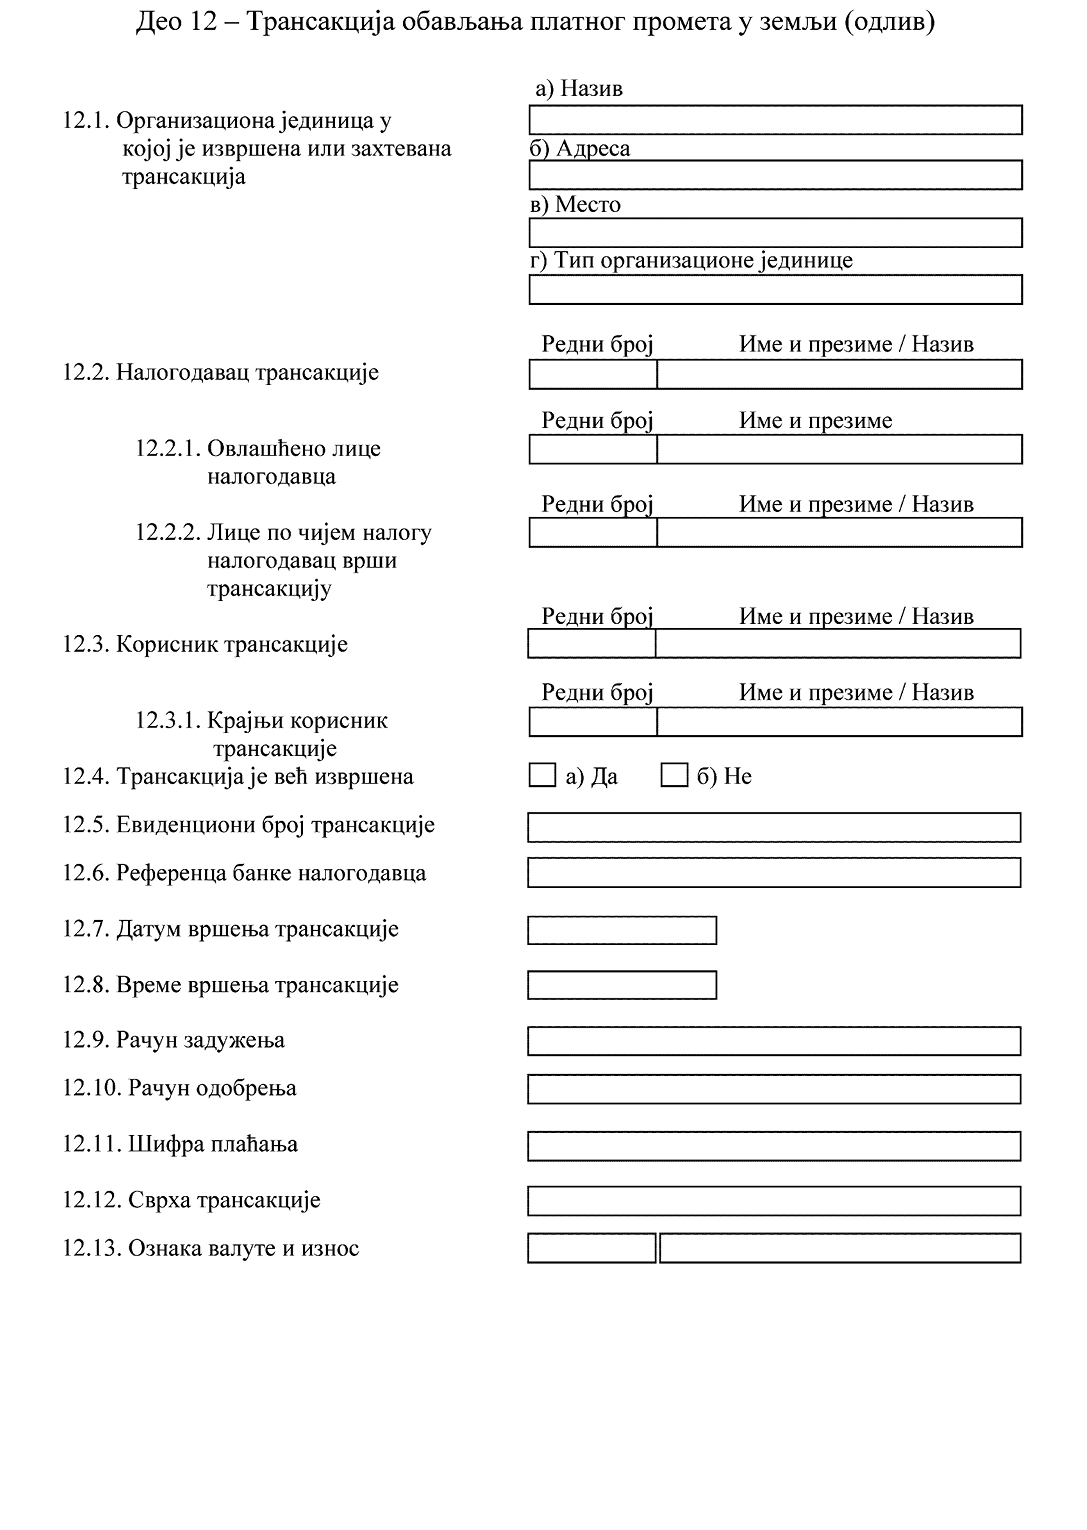 Део 12 – Трансакција обављања платног промета у земљи (одлив)
а) Назив
12.1. Организациона јединица у
којој је извршена или захтевана
трансакција
б) Адреса
в) Место
г) Тип организационе јединице
Редни број Име и презиме / Назив
12.2. Налогодавац трансакције
Редни број Име и презиме
12.2.1. Овлашћено лице
налогодавца
Редни број Име и презиме / Назив
12.2.2. Лице по чијем налогу
налогодавац врши
трансакцију
Редни број Име и презиме / Назив
12.3. Корисник трансакције
Редни број Име и презиме / Назив
12.3.1. Крајњи корисник
трансакције
12.4. Трансакција је већ извршена а) Да б) Не
12.5. Евиденциони број трансакције
12.6. Референца банке налогодавца
12.7. Датум вршења трансакције
12.8. Време вршења трансакције
12.9. Рачун задужења
12.10. Рачун одобрења
12.11. Шифра плаћања
12.12. Сврха трансакције
12.13. Ознака валуте и износ